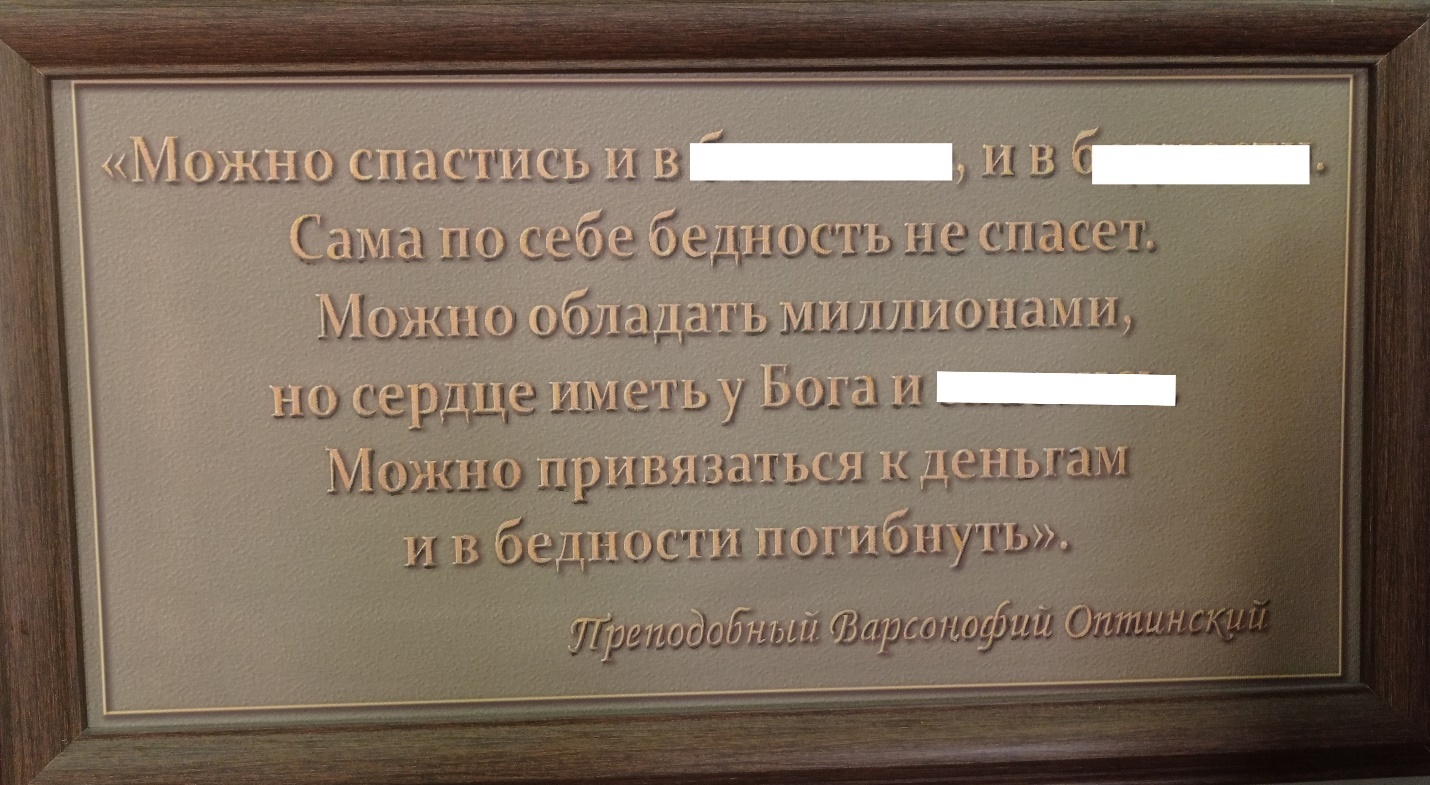 «Можно спастись и в , и в .
Сама по себе бедность не спасет.
Можно обладать миллионами,
но сердце иметь у Бога и
Можно привязаться к деньгам
и в бедности погибнуть».
Преподобный Варсонофий Оптинский